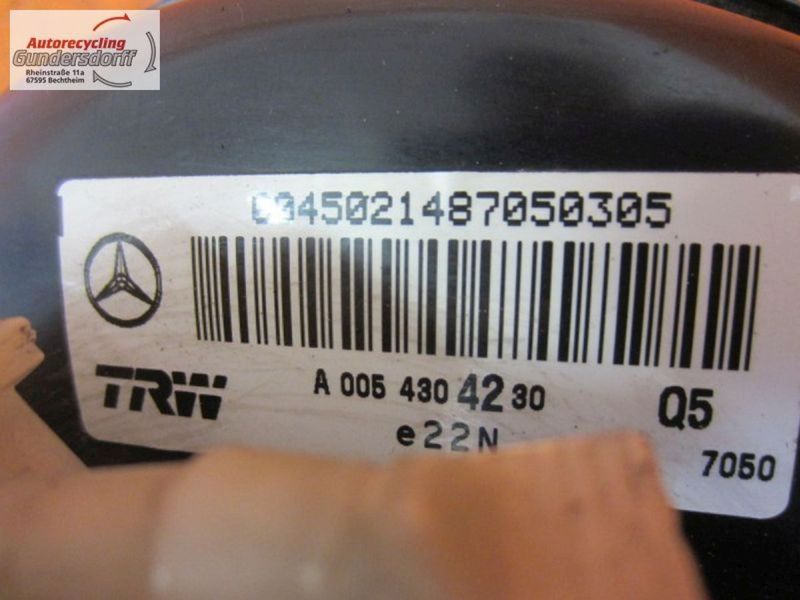 Autorecycling
Gundersdorff
Rheinstraße 11a
67595 Bechtheim
0045021487050305
TRW
A 005 430 42 30
Q5
e22N
7050